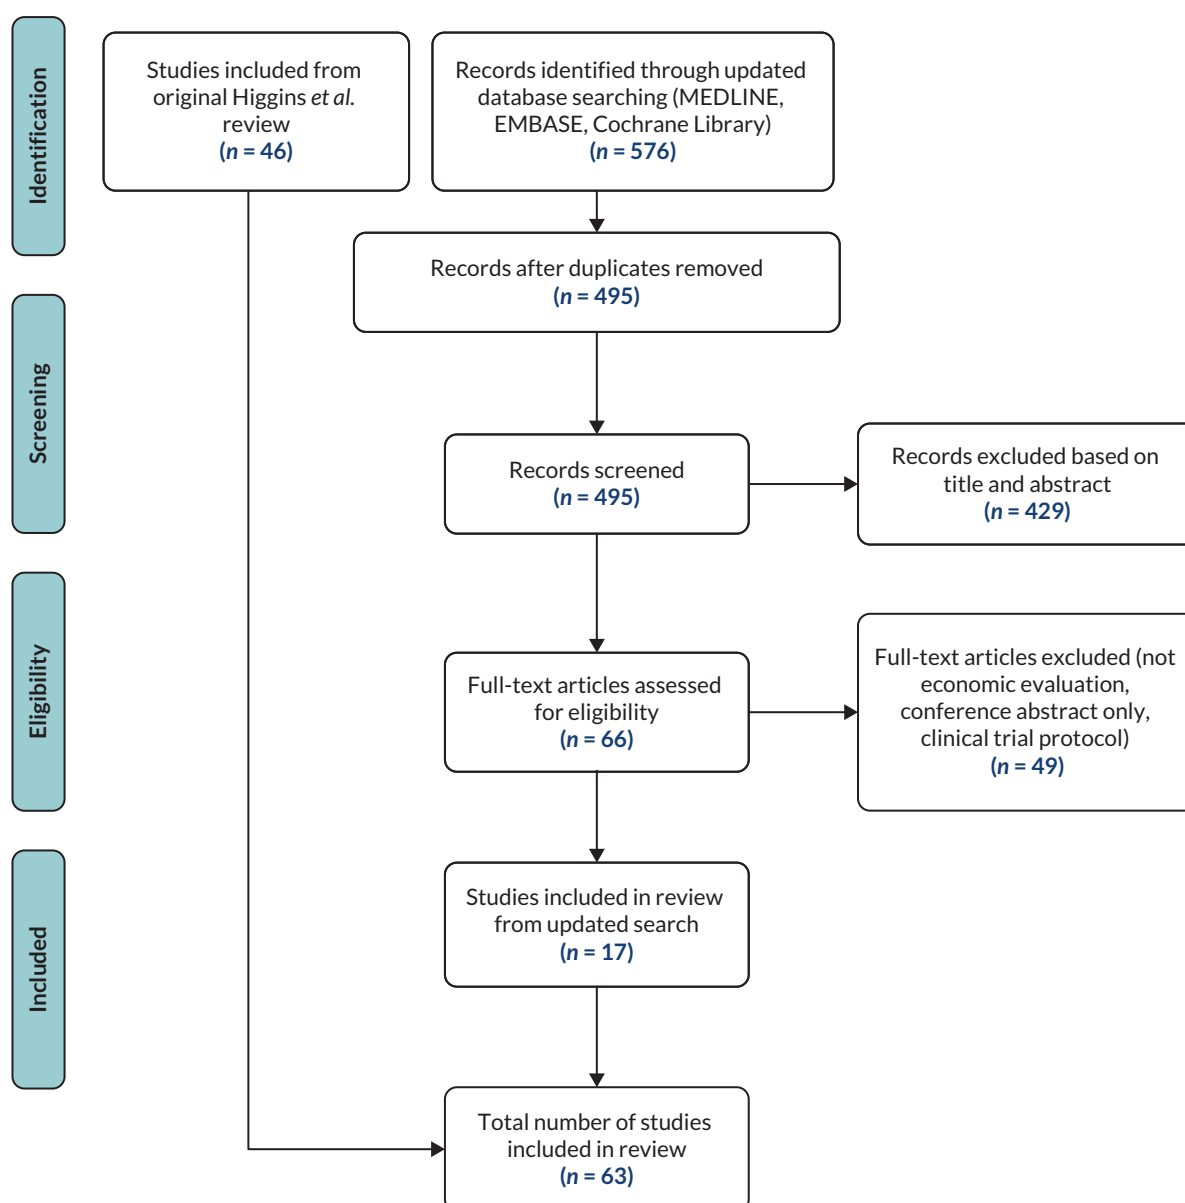 Identification
Studies included from
original Higgins et al.
review
(n = 46)
Records identified through updated
database searching (MEDLINE,
EMBASE, Cochrane Library)
(n = 576)
Records after duplicates removed
(n = 495)
Screening
Records screened
(n = 495)
Records excluded based on
title and abstract
(n = 429)
Eligibility
Full-text articles assessed
for eligibility
(n = 66)
Full-text articles excluded (not
economic evaluation,
conference abstract only,
clinical trial protocol)
(n = 49)
Included
Studies included in review
from updated search
(n = 17)
Total number of studies
included in review
(n = 63)